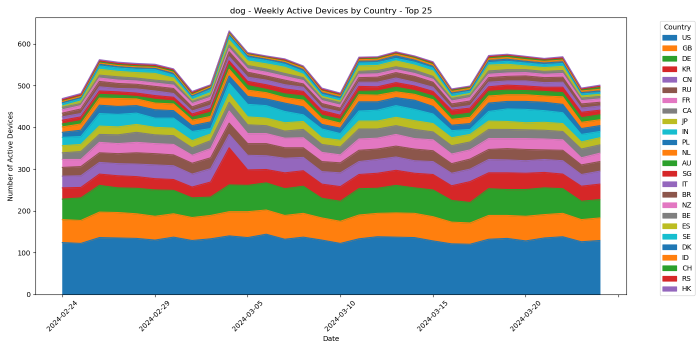 dog - Weekly Active Devices by Country - Top 25
Number of Active Devices
600
500
400
300
200
100
0
2024-02-24
2024-02-29
2024-03-05
2024-03-10
2024-03-15
2024-03-20
Date
Country
US
GB
DE
KR
CN
RU
FR
CA
JP
IN
PL
NL
AU
SG
IT
BR
NZ
BE
ES
SE
DK
ID
CH
RS
HK